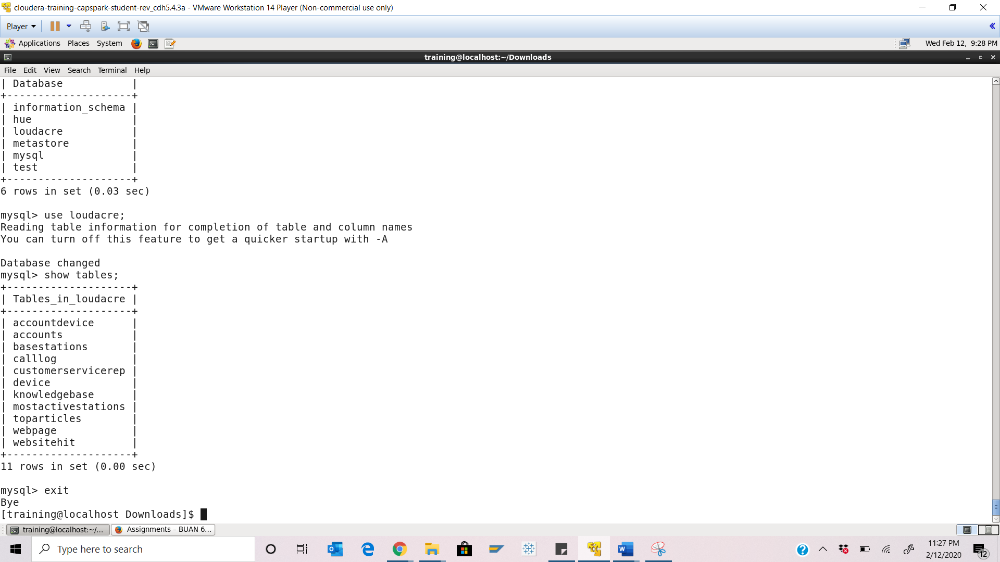 cloudera-training-capspark-student-rev_cdh5.4.3a - VMware Workstation 14 Player (Non-commercial use only)
Player
Applications Places System Wed Feb 12, 9:28 PM
training@localhost:~/Downloads
File Edit View Search Terminal Help
| Database           |
+--------------------+
| information_schema |
| hue                |
| loudacre           |
| metastore          |
| mysql              |
| test               |
+--------------------+
6 rows in set (0.03 sec)
mysql> use loudacre;
Reading table information for completion of table and column names
You can turn off this feature to get a quicker startup with -A
Database changed
mysql> show tables;
+--------------------+
| Tables_in_loudacre |
+--------------------+
| accountdevice      |
| accounts           |
| basestations       |
| calllog            |
| customerservicerep |
| device             |
| knowledgebase      |
| mostactivestations |
| toparticles        |
| webpage            |
| websitehit         |
+--------------------+
11 rows in set (0.00 sec)
mysql> exit
Bye
[training@localhost Downloads]$
training@localhost:~/... Assignments – BUAN 6...
Type here to search
11:27 PM
2/12/2020
12